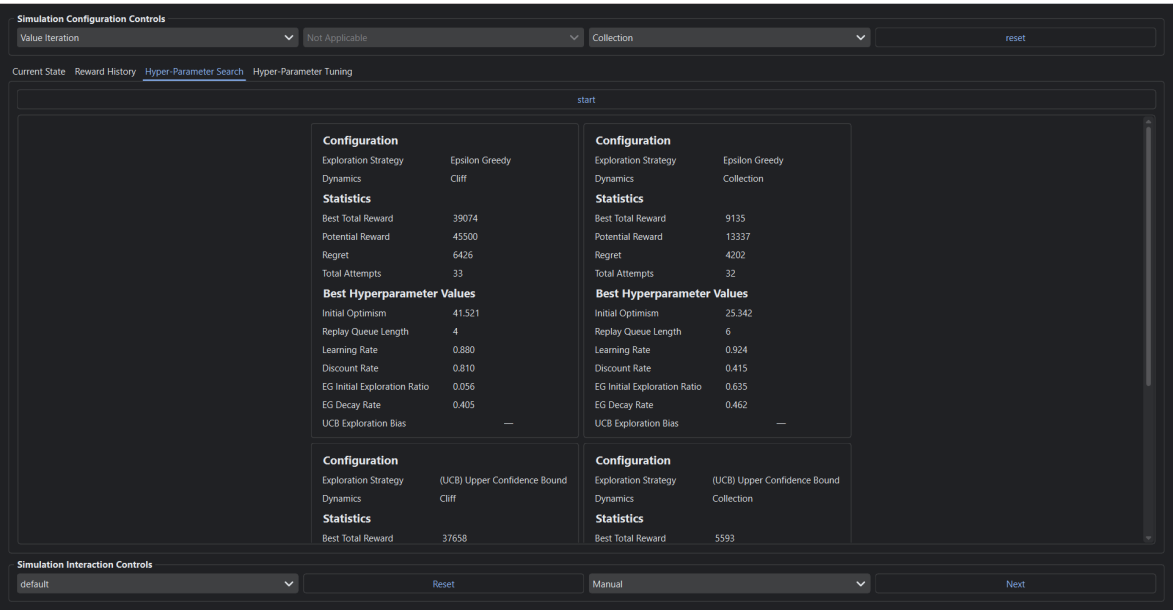 Simulation Configuration Controls
Value Iteration Not Applicable Collection reset
Current State Reward History Hyper-Parameter Search Hyper-Parameter Tuning
start
Configuration
Exploration Strategy Epsilon Greedy
Dynamics Cliff
Statistics
Best Total Reward 39074
Potential Reward 45500
Regret 6426
Total Attempts 33
Best Hyperparameter Values
Initial Optimism 41.521
Replay Queue Length 4
Learning Rate 0.880
Discount Rate 0.810
EG Initial Exploration Ratio 0.056
EG Decay Rate 0.405
UCB Exploration Bias —
Configuration
Exploration Strategy Epsilon Greedy
Dynamics Collection
Statistics
Best Total Reward 9135
Potential Reward 13337
Regret 4202
Total Attempts 32
Best Hyperparameter Values
Initial Optimism 25.342
Replay Queue Length 6
Learning Rate 0.924
Discount Rate 0.415
EG Initial Exploration Ratio 0.635
EG Decay Rate 0.462
UCB Exploration Bias —
Configuration
Exploration Strategy (UCB) Upper Confidence Bound
Dynamics Cliff
Statistics
Best Total Reward 37658
Configuration
Exploration Strategy (UCB) Upper Confidence Bound
Dynamics Collection
Statistics
Best Total Reward 5593
Simulation Interaction Controls
default Reset Manual Next